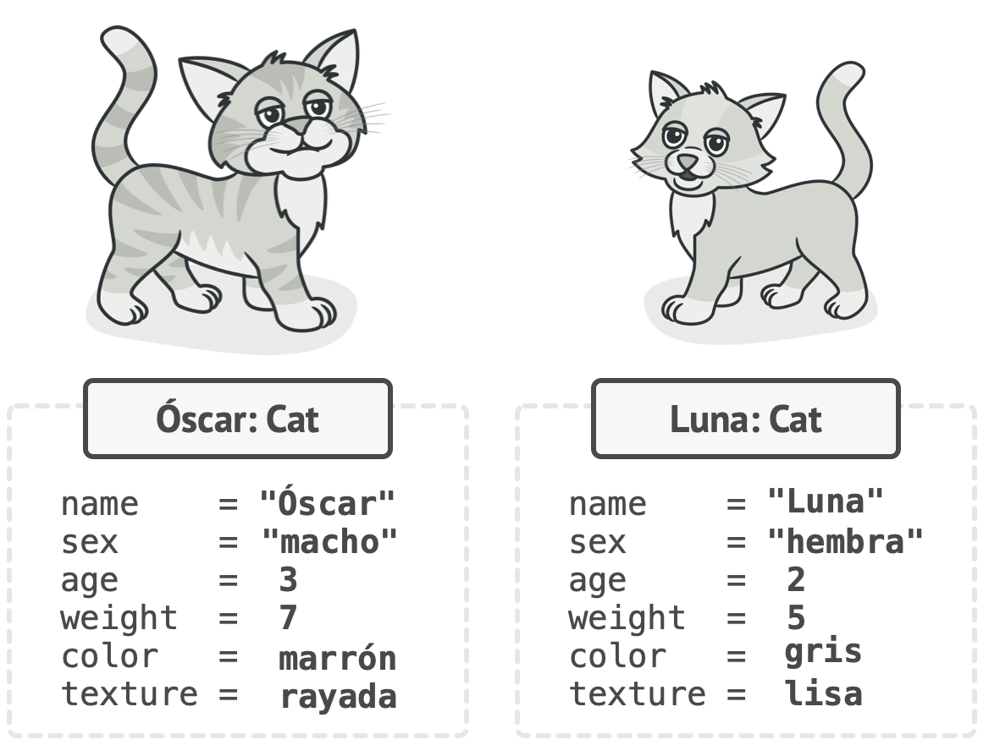 Óscar: Cat
name = "Óscar"
sex = "macho"
age = 3
weight = 7
color = marrón
texture = rayada
Luna: Cat
name = "Luna"
sex = "hembra"
age = 2
weight = 5
color = gris
texture = lisa